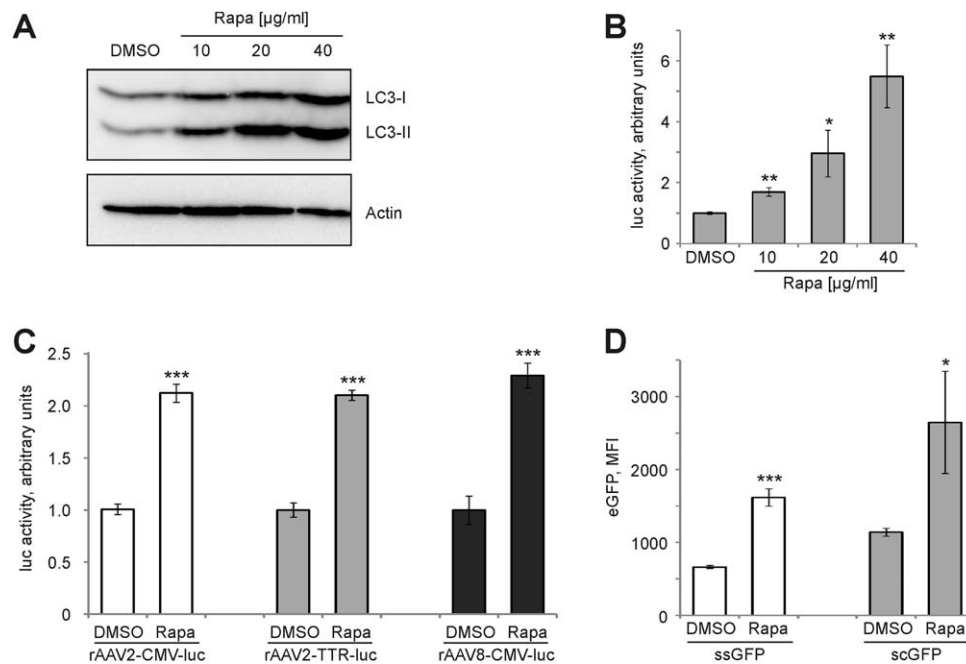 A
Rapa [µg/ml]
DMSO 10 20 40
LC3-I
LC3-II
Actin
B
luc activity, arbitrary units
6
4
2
0
** * **
DMSO 10 20 40
Rapa [µg/ml]
C
luc activity, arbitrary units
2.5
2.0
1.5
1.0
0.5
0
*** *** ***
DMSO Rapa DMSO Rapa DMSO Rapa
rAAV2-CMV-luc rAAV2-TTR-luc rAAV8-CMV-luc
D
eGFP, MFI
3000
2000
1000
0
*** *
DMSO Rapa DMSO Rapa
ssGFP scGFP